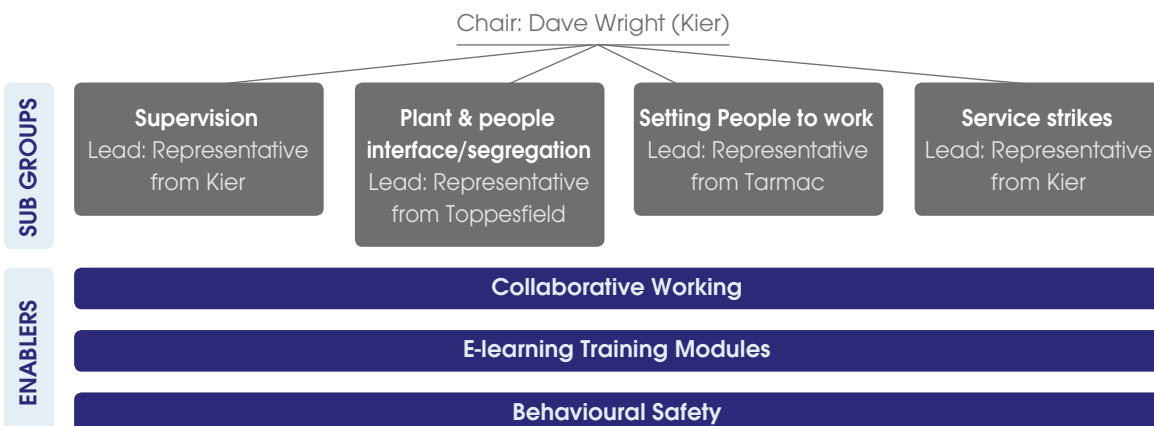 Chair: Dave Wright (Kier)
SUB GROUPS
Supervision
Lead: Representative
from Kier
Plant & people
interface/segregation
Lead: Representative
from Toppesfield
Setting People to work
Lead: Representative
from Tarmac
Service strikes
Lead: Representative
from Kier
ENABLERS
Collaborative Working
E-learning Training Modules
Behavioural Safety